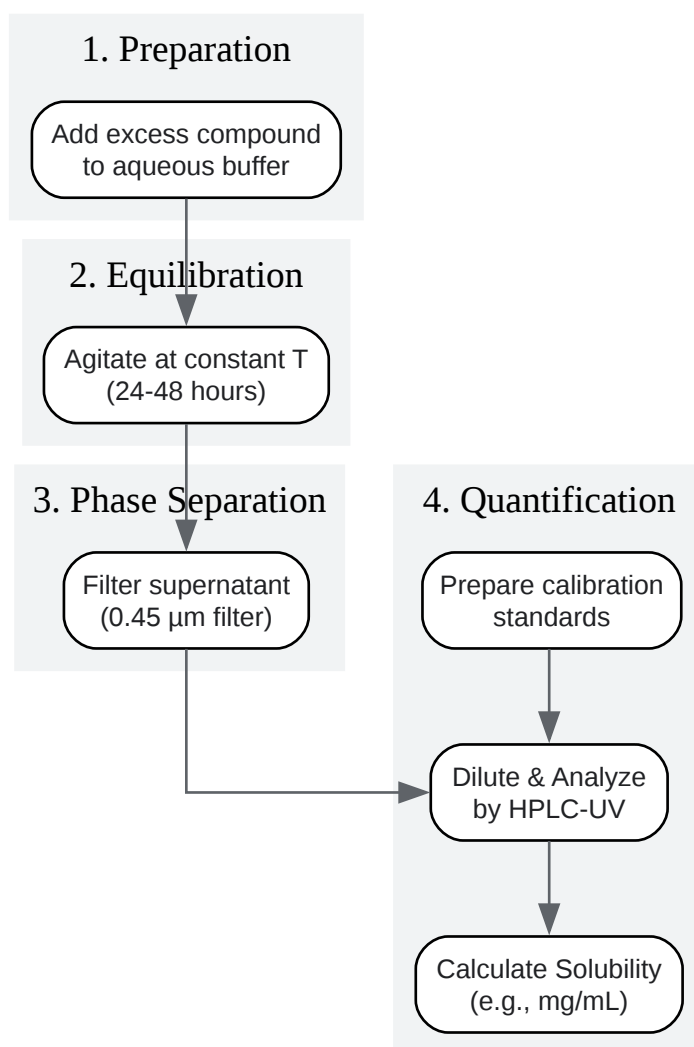 1. Preparation
Add excess compound
to aqueous buffer
2. Equilibration
Agitate at constant T
(24-48 hours)
3. Phase Separation
Filter supernatant
(0.45 µm filter)
4. Quantification
Prepare calibration
standards
Dilute & Analyze
by HPLC-UV
Calculate Solubility
(e.g., mg/mL)